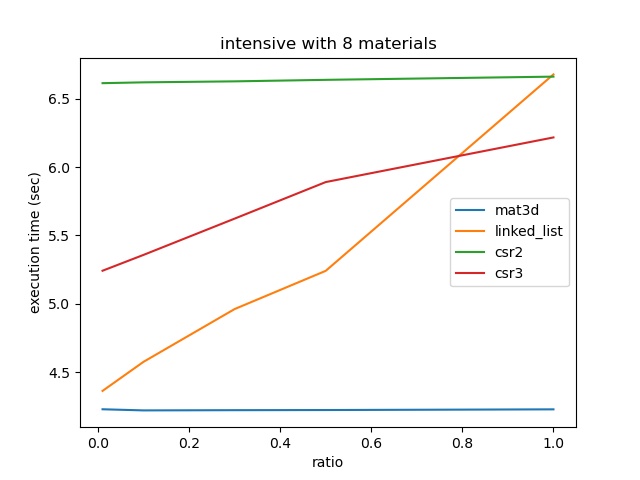 intensive with 8 materials
execution time (sec)
6.5
6.0
5.5
5.0
4.5
mat3d
linked_list
csr2
csr3
0.0 0.2 0.4 0.6 0.8 1.0
ratio